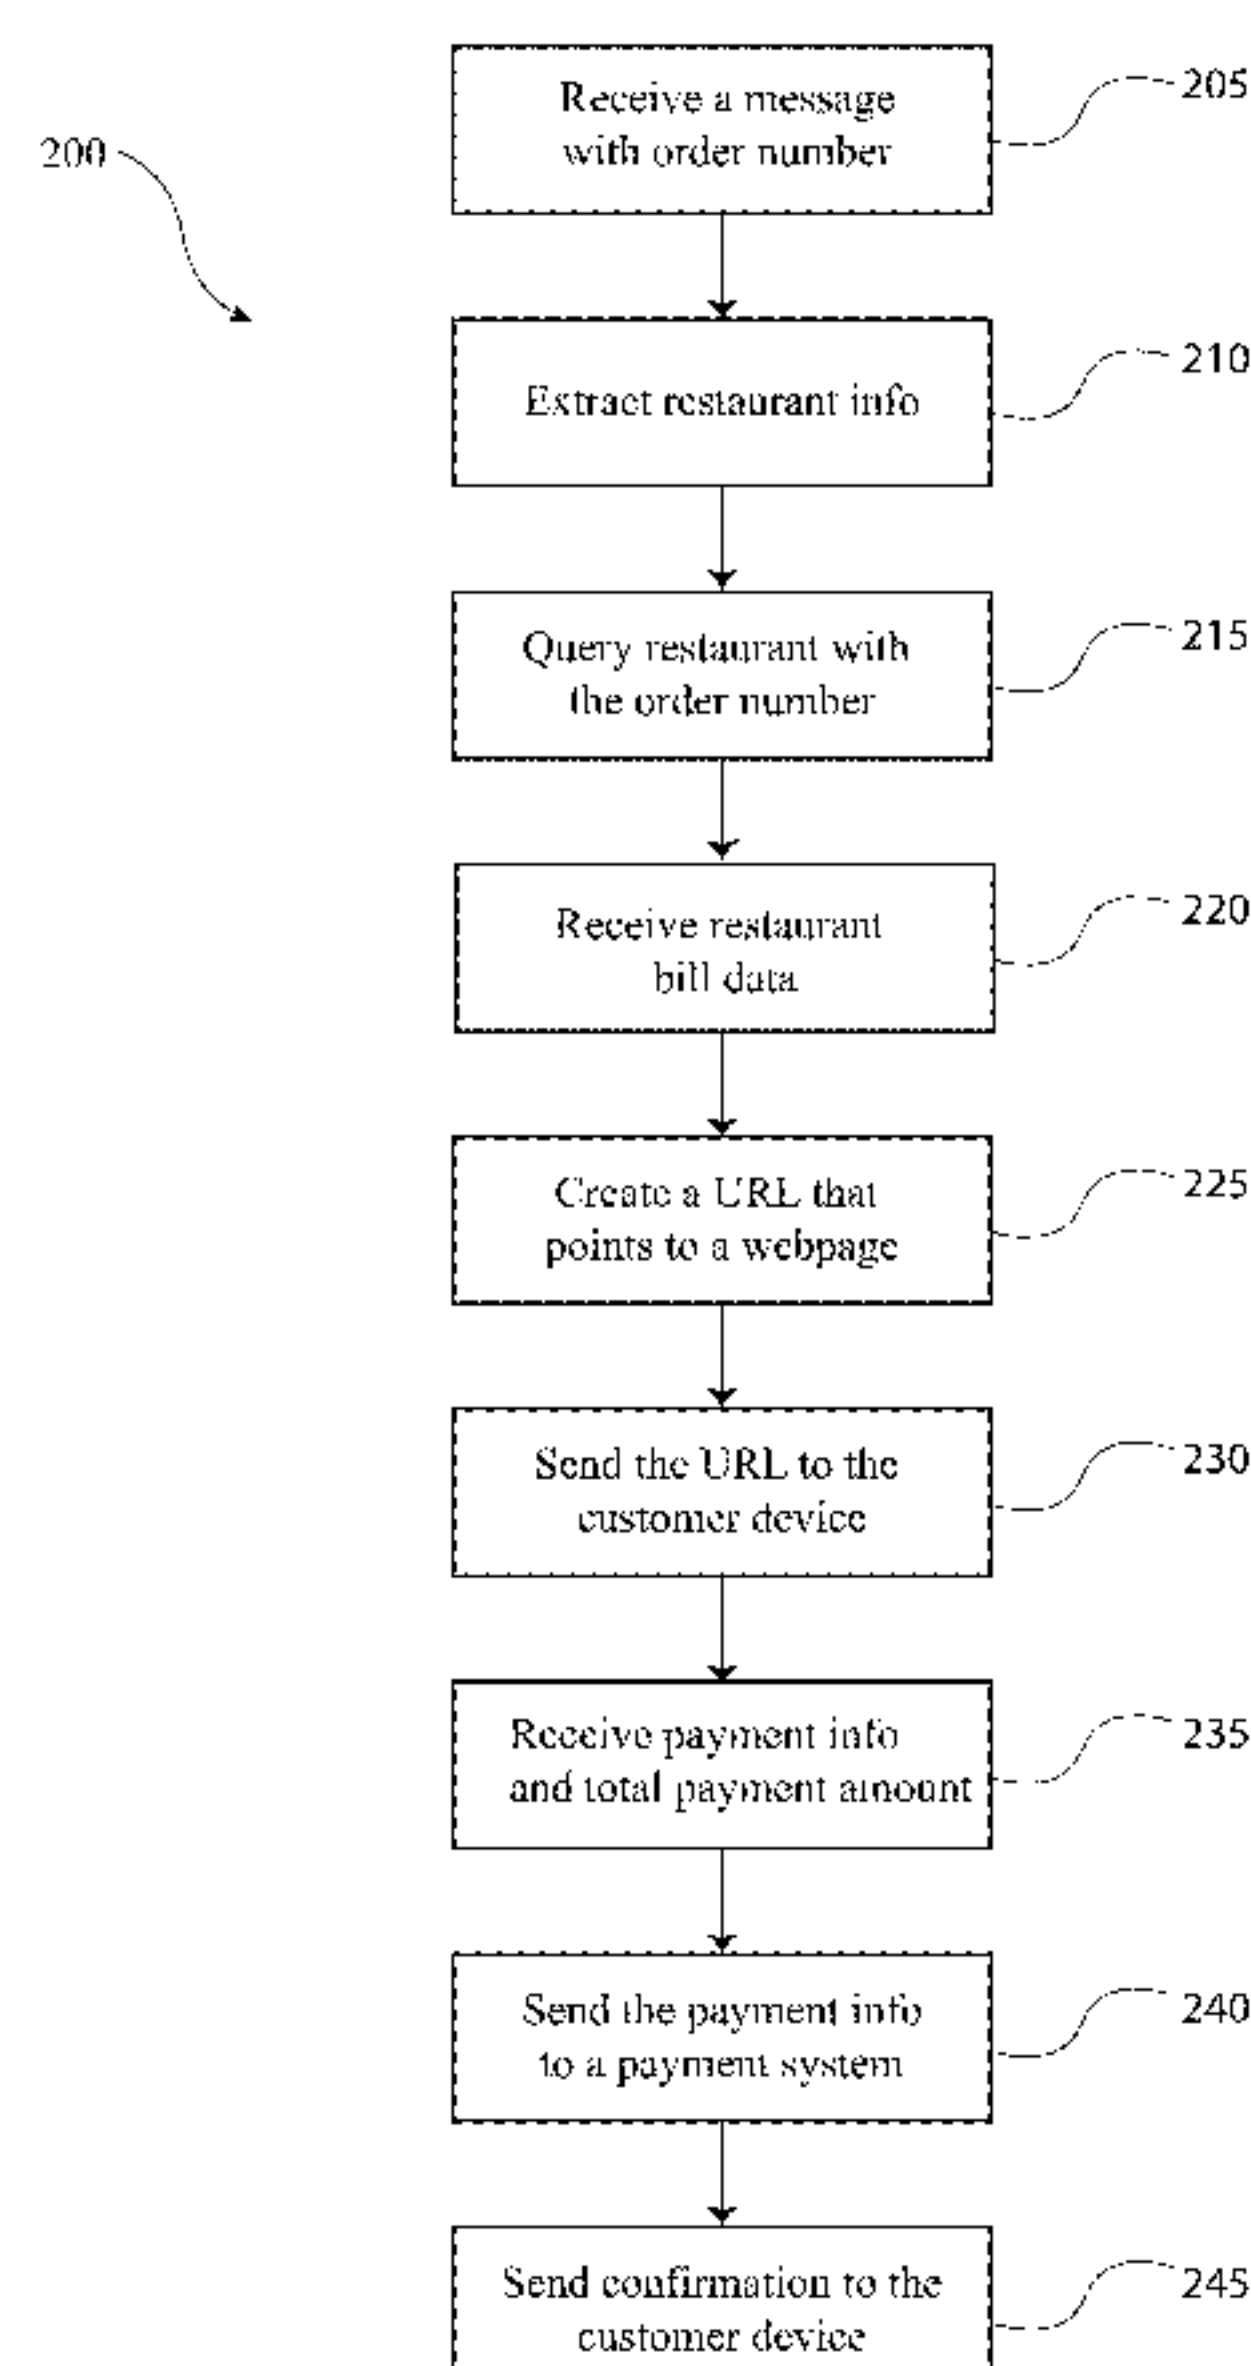 Receive a message
with order number
205
200
Extract restaurant info
210
Query restaurant with
the order number
215
Receive restaurant
bill data
220
Create a URL that
points to a webpage
225
Send the URL to the
customer device
230
Receive payment info
and total payment amount
235
Send the payment info
to a payment system
240
Send confirmation to the
customer device
245